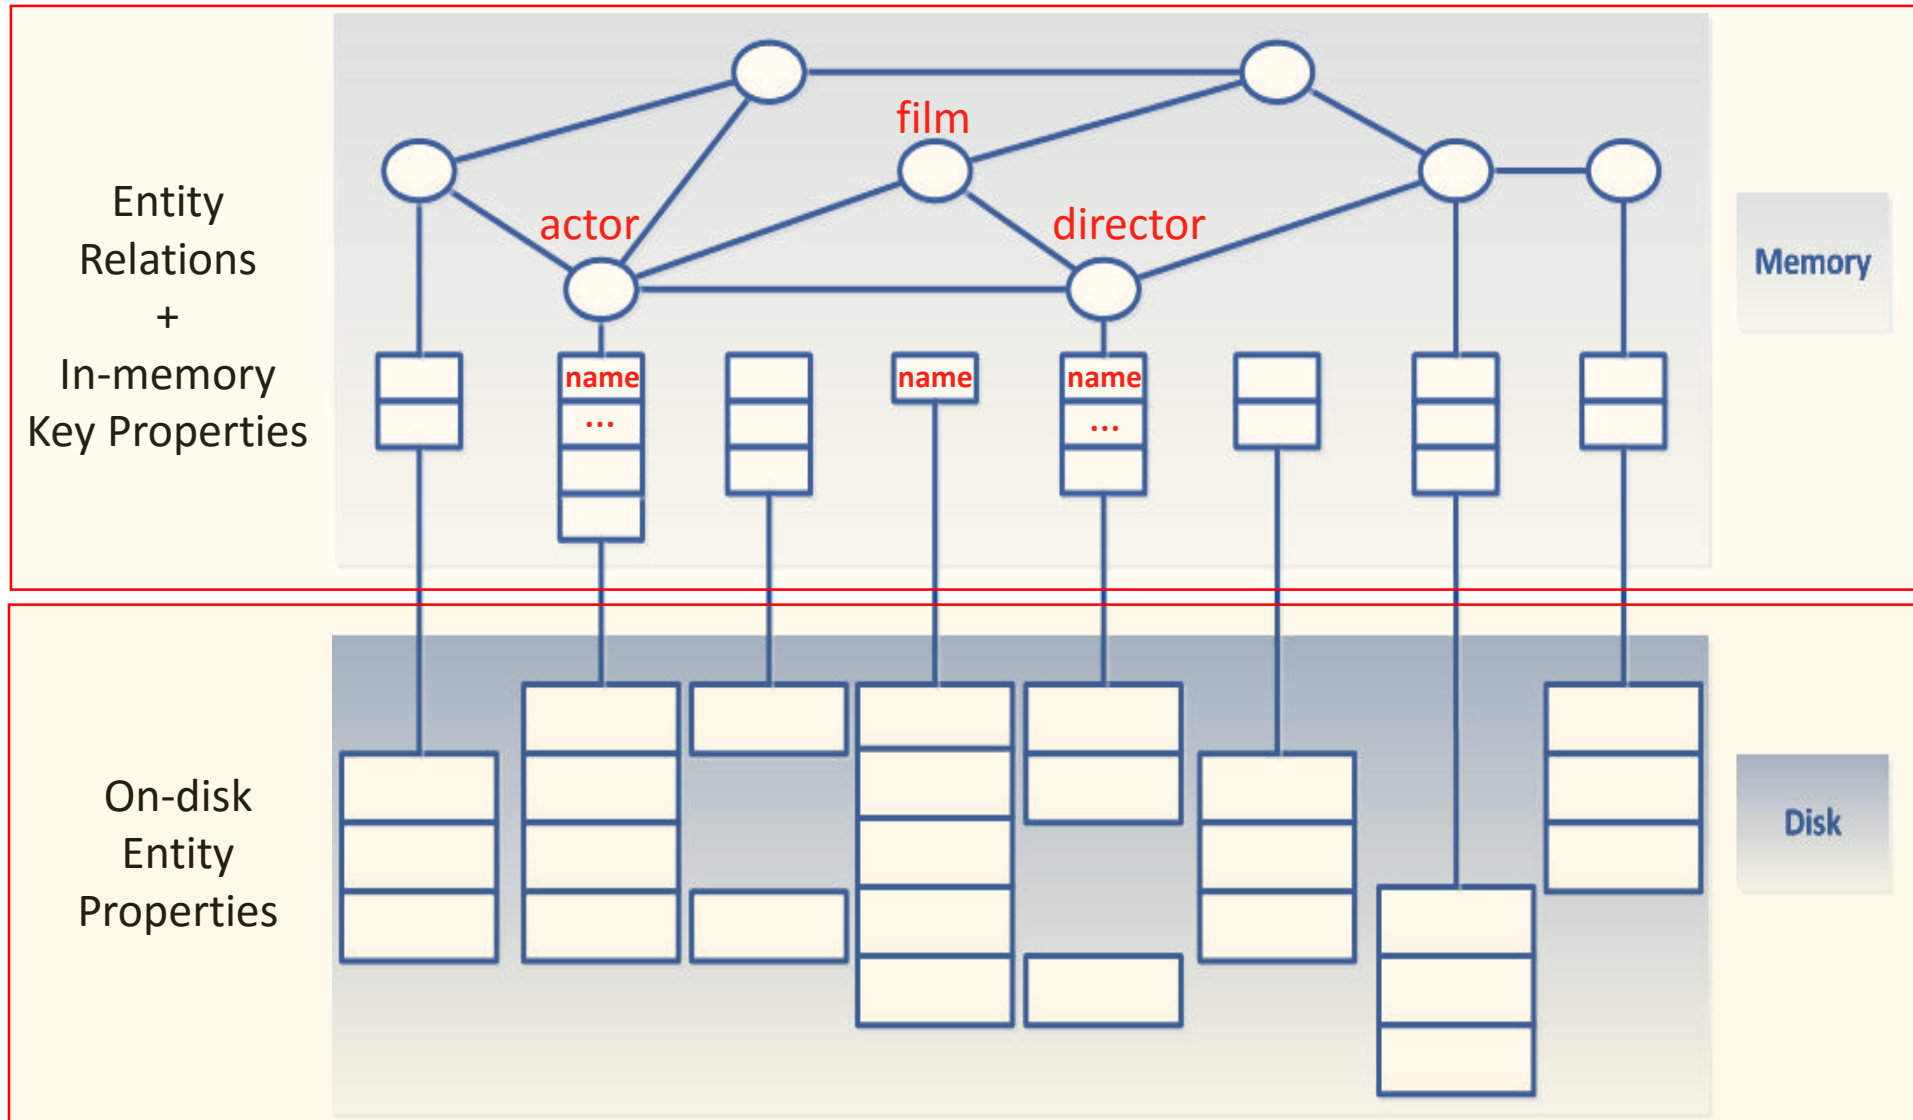 Entity
Relations
+
In-memory
Key Properties
film
actor
director
name
name
name
...
...
Memory
On-disk
Entity
Properties
Disk